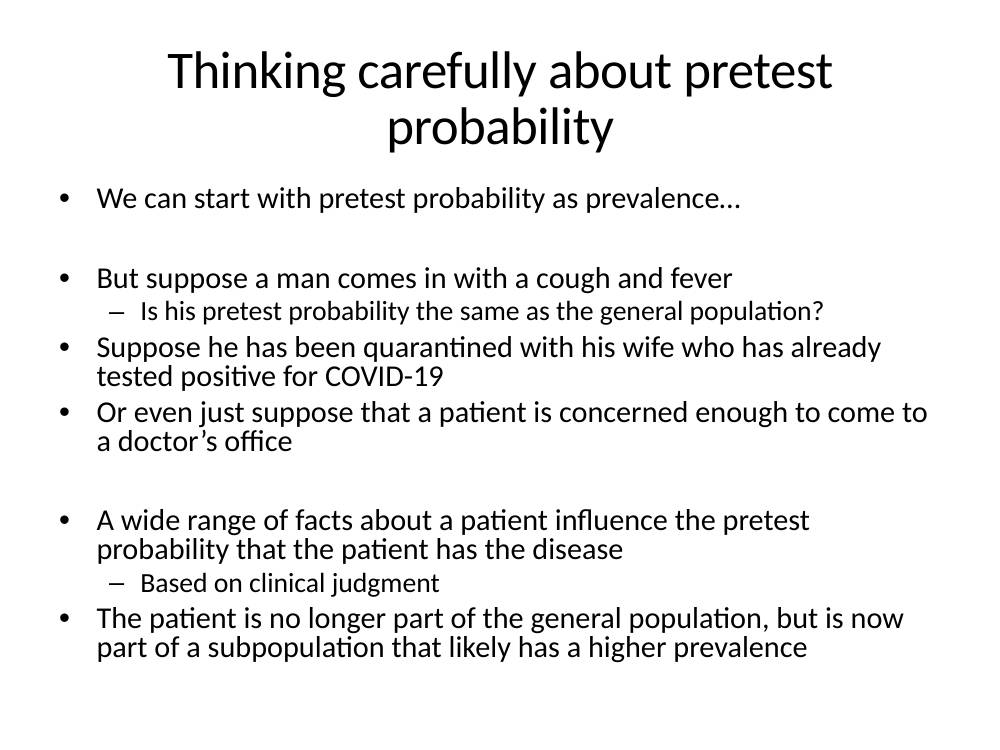 Thinking carefully about pretest
probability
• We can start with pretest probability as prevalence…
• But suppose a man comes in with a cough and fever
– Is his pretest probability the same as the general population?
• Suppose he has been quarantined with his wife who has already
tested positive for COVID-19
• Or even just suppose that a patient is concerned enough to come to
a doctor’s office
• A wide range of facts about a patient influence the pretest
probability that the patient has the disease
– Based on clinical judgment
• The patient is no longer part of the general population, but is now
part of a subpopulation that likely has a higher prevalence